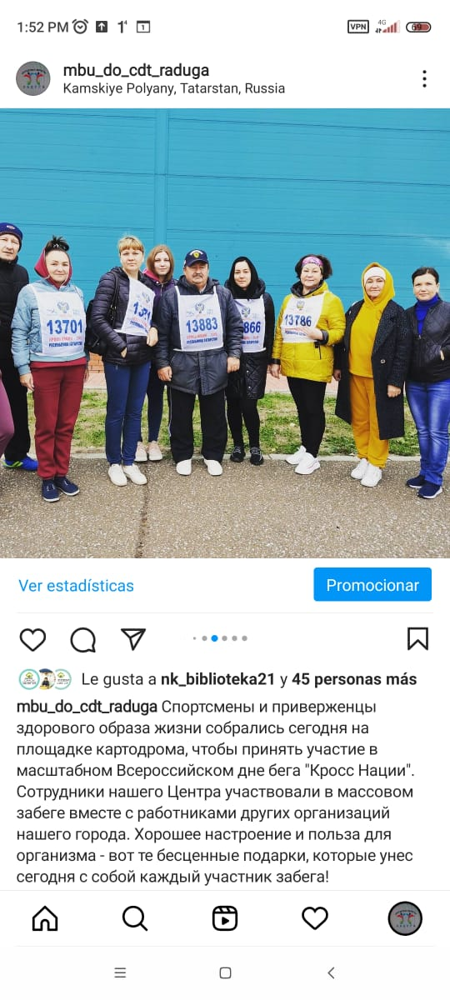 1:52 PM
1
VPN
4G
69
mbu_do_cdt_raduga
Kamskiye Polyany, Tatarstan, Russia
13701
13883
866
13786
РЕСПУБЛИКА ТАТАРСТАН
Ver estadísticas
Promocionar
Le gusta a nk_biblioteka21 y 45 personas más
mbu_do_cdt_raduga Спортсмены и приверженцы
здорового образа жизни собрались сегодня на
площадке картодрома, чтобы принять участие в
масштабном Всероссийском дне бега "Кросс Нации".
Сотрудники нашего Центра участвовали в массовом
забеге вместе с работниками других организаций
нашего города. Хорошее настроение и польза для
организма - вот те бесценные подарки, которые унес
сегодня с собой каждый участник забега!